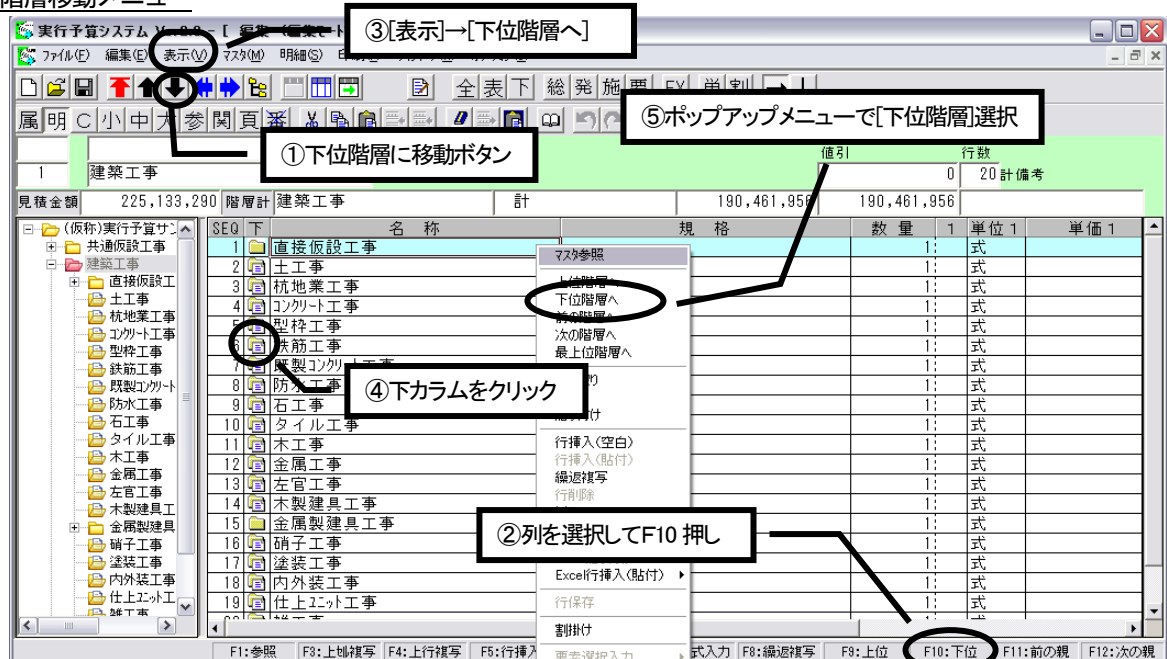 階層移動メニュー
実行予算システム
③[表示]→[下位階層へ]
ファイル(F) 編集(E) 表示(V) マスタ(M) 明細(S)
全 表 下 総 発 施 要 EX 単 割
属 明 C 小 中 大 参 関 頁 番
⑤ポップアップメニューで[下位階層]選択
①下位階層に移動ボタン
値引 行数
1 建築工事 0 20 計備考
見積金額 225,133,290 階層計 建築工事 計 190,461,956 190,461,956
(仮称)実行予算サン
共通仮設工事
建築工事
直接仮設工
土工事
杭地業工事
コンクリート工事
型枠工事
鉄筋工事
既製コンクリート
防水工事
石工事
タイル工事
木工事
金属工事
左官工事
木製建具工
金属製建具
硝子工事
塗装工事
内外装工事
仕上ユニット工
雑工事
SEQ 下 名 称 規 格 数 量 1 単位 1 単価 1
1 直接仮設工事 1 式
2 土工事 1 式
3 杭地業工事 1 式
4 コンクリート工事 1 式
5 型枠工事 1 式
6 鉄筋工事 1 式
7 既製コンクリート工事 1 式
8 防水工事 1 式
9 石工事 1 式
10 タイル工事 1 式
11 木工事 1 式
12 金属工事 1 式
13 左官工事 1 式
14 木製建具工事 1 式
15 金属製建具工事 1 式
16 硝子工事 1 式
17 塗装工事 1 式
18 内外装工事 1 式
19 仕上ユニット工事 1 式
マスタ参照
上位階層へ
下位階層へ
前の階層へ
次の階層へ
最上位階層へ
行挿入(空白)
行挿入(貼付)
繰返複写
行削除
Excel行挿入(貼付)
行保存
割掛け
要素選択入力
④下カラムをクリック
②列を選択してF10 押し
F1:参照 F3:上セル複写 F4:上行複写 F5:行挿入 式入力 F8:繰返複写 F9:上位 F10:下位 F11:前の親 F12:次の親